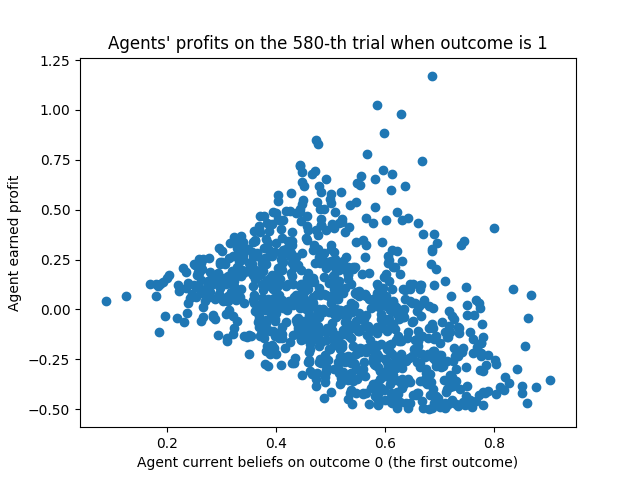 Agents' profits on the 580-th trial when outcome is 1
1.25
1.00
0.75
0.50
0.25
0.00
−0.25
−0.50
Agent earned profit
0.2 0.4 0.6 0.8
Agent current beliefs on outcome 0 (the first outcome)